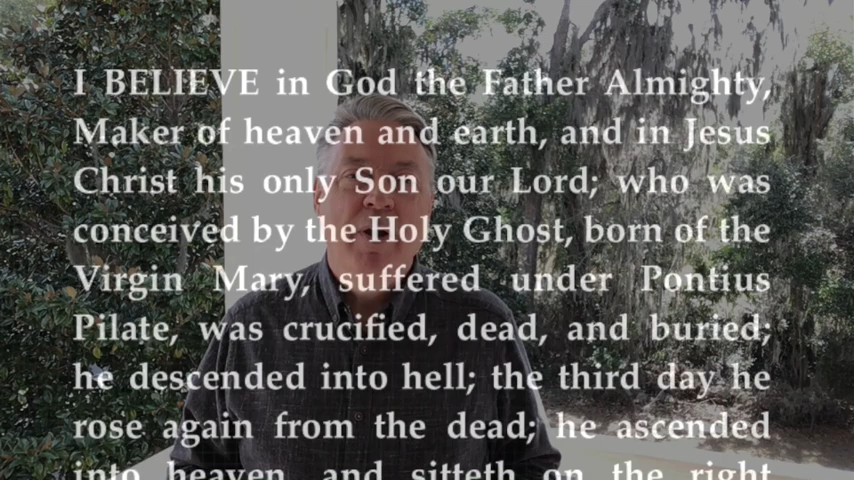 I BELIEVE in God the Father Almighty,
Maker of heaven and earth, and in Jesus
Christ his only Son our Lord; who was
conceived by the Holy Ghost, born of the
Virgin Mary, suffered under Pontius
Pilate, was crucified, dead, and buried;
he descended into hell; the third day he
rose again from the dead; he ascended
into heaven, and sitteth on the right